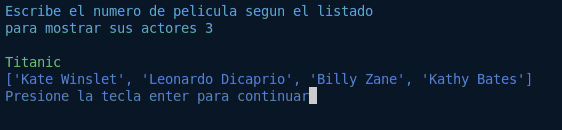 Escribe el numero de pelicula segun el listado
para mostrar sus actores 3
Titanic
['Kate Winslet', 'Leonardo Dicaprio', 'Billy Zane', 'Kathy Bates']
Presione la tecla enter para continuar